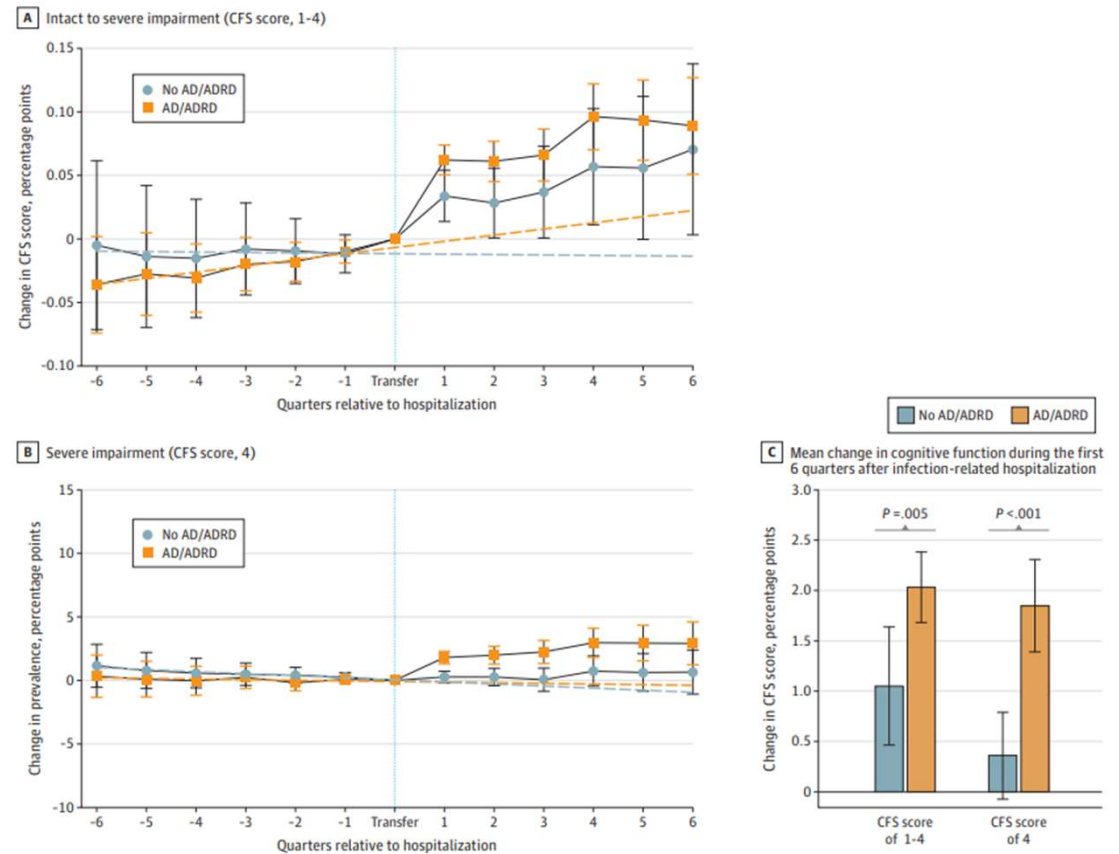 A Intact to severe impairment (CFS score, 1-4)
Change in CFS score, percentage points
0.15
0.10
0.05
0
-0.05
-0.10
No AD/ADRD
AD/ADRD
-6 -5 -4 -3 -2 -1 Transfer 1 2 3 4 5 6
Quarters relative to hospitalization
B Severe impairment (CFS score, 4)
Change in prevalence, percentage points
15
10
5
0
-5
-10
No AD/ADRD
AD/ADRD
-6 -5 -4 -3 -2 -1 Transfer 1 2 3 4 5 6
Quarters relative to hospitalization
No AD/ADRD AD/ADRD
C Mean change in cognitive function during the first
6 quarters after infection-related hospitalization
Change in CFS score, percentage points
3.0
2.5
2.0
1.5
1.0
0.5
0
P=.005 P<.001
CFS score CFS score
of 1-4 of 4